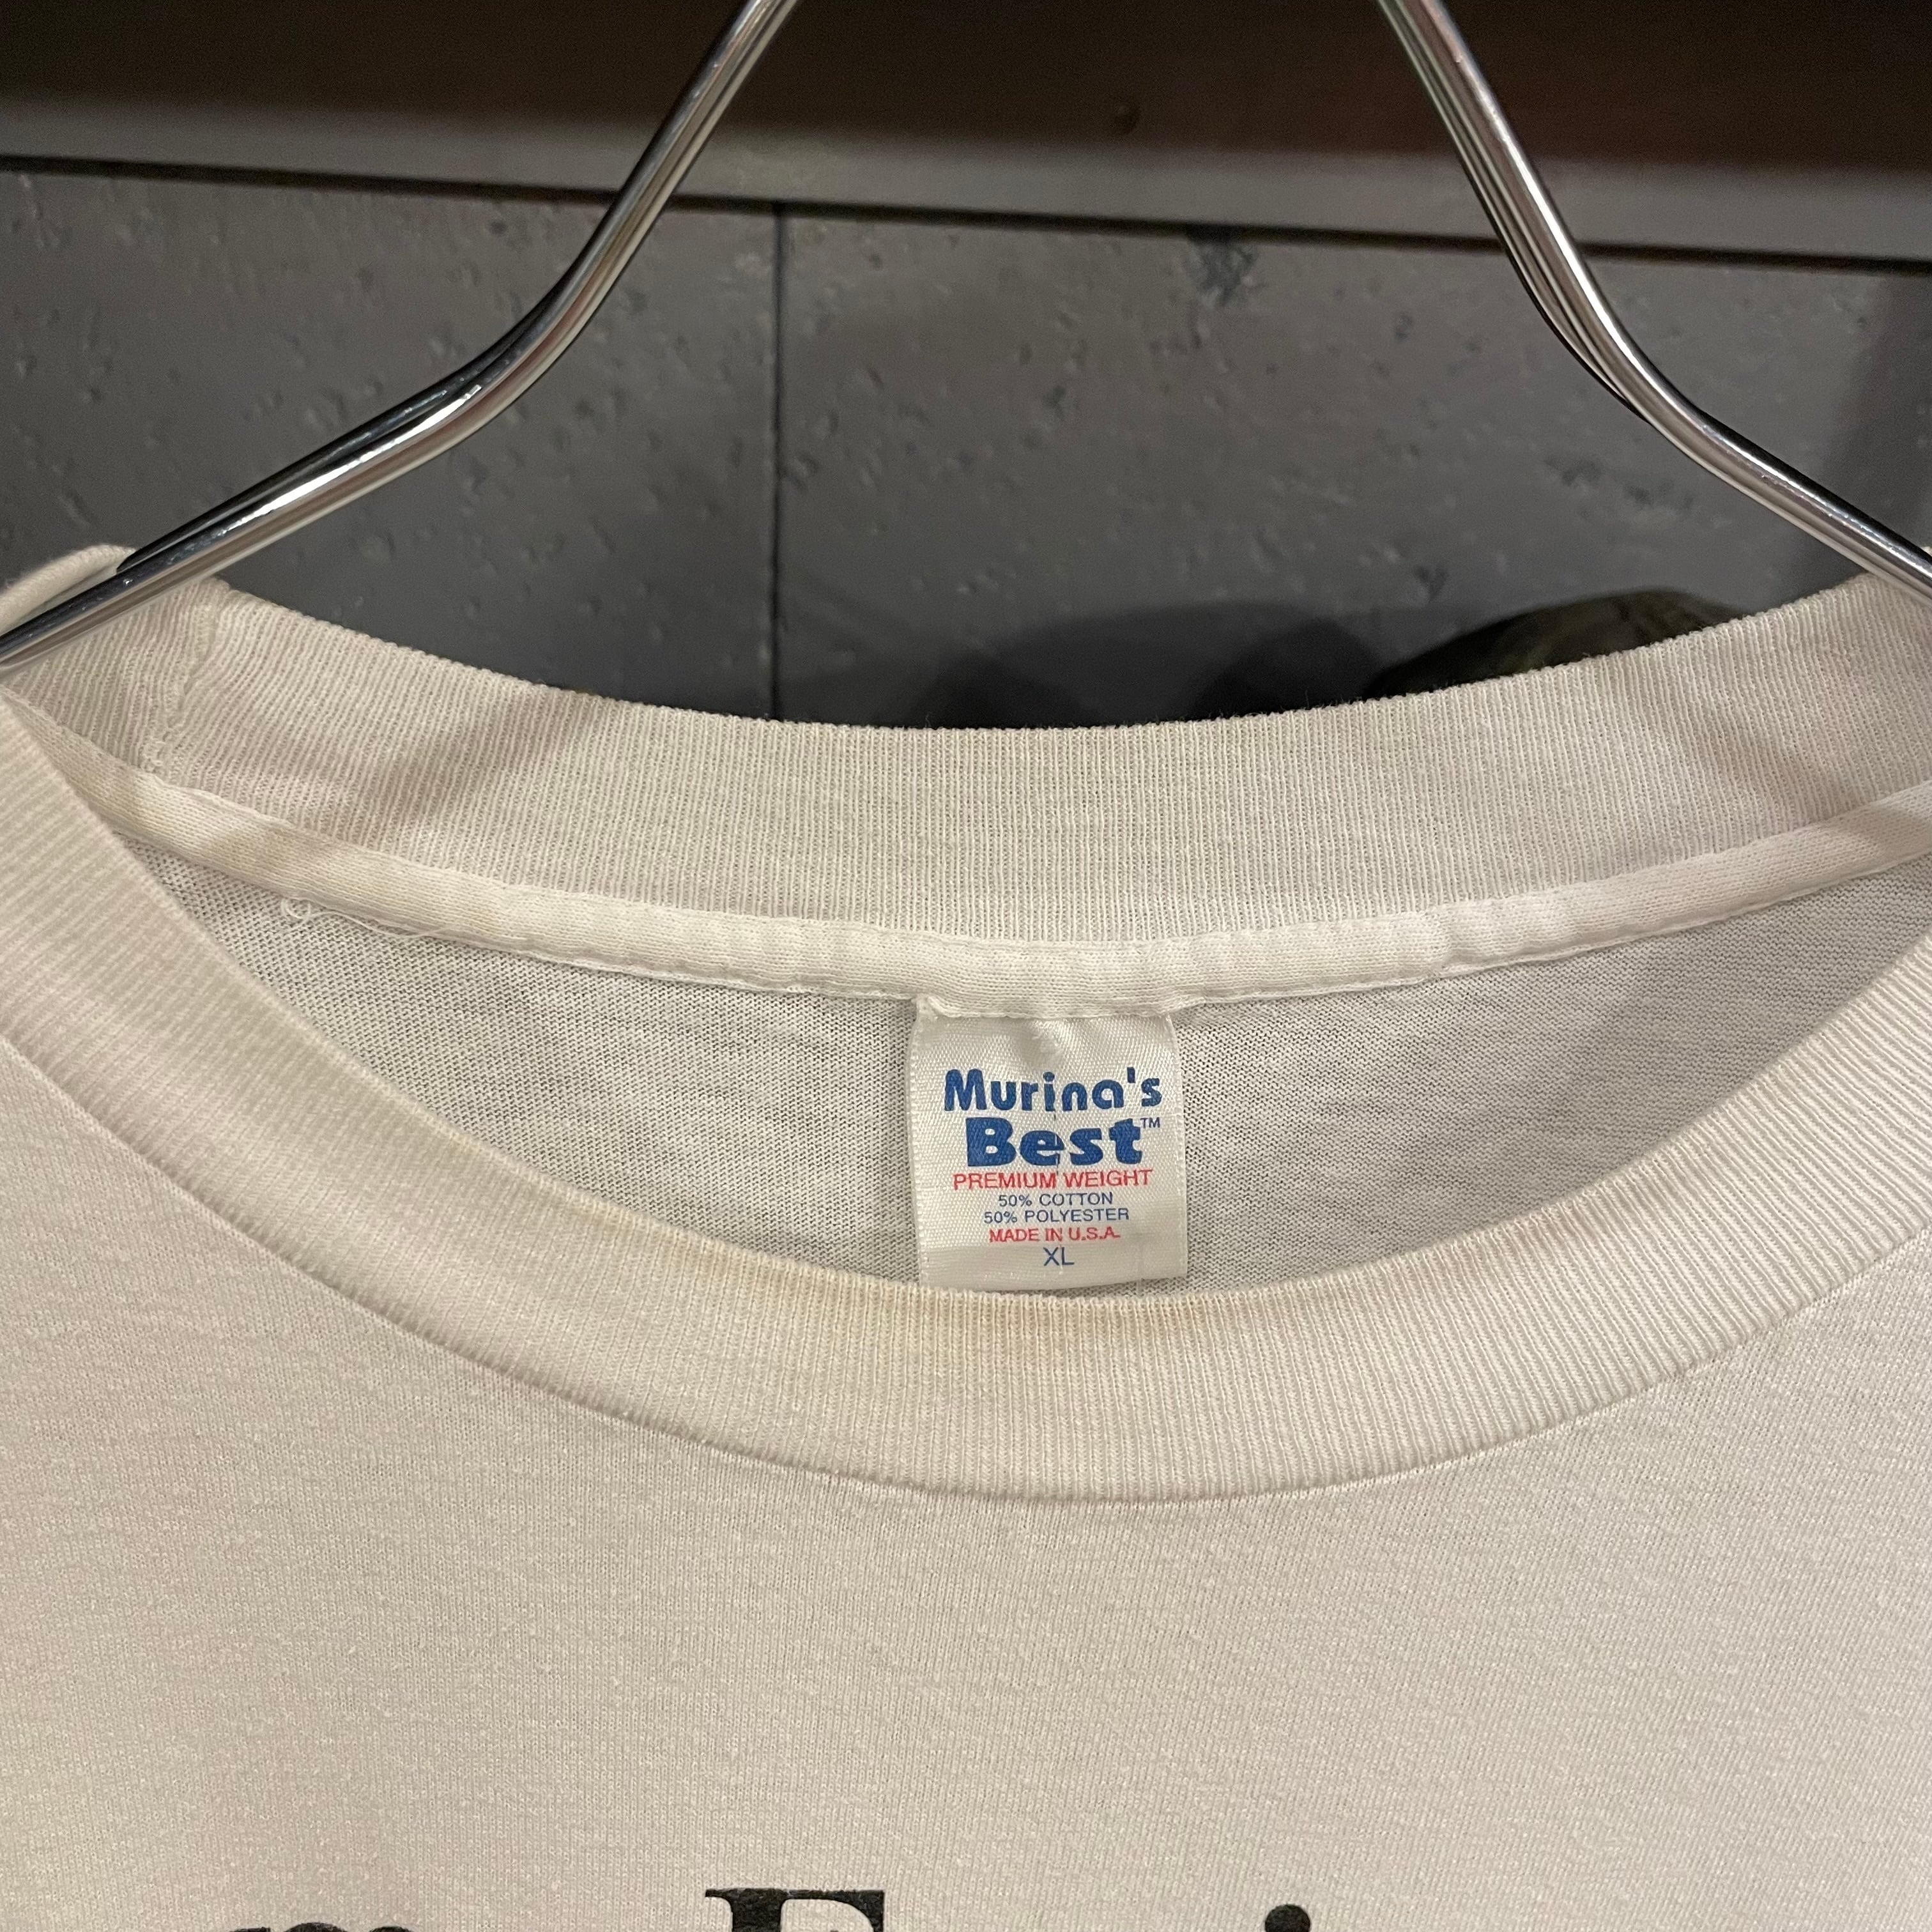 Murina's
Best™
PREMIUM WEIGHT
50% COTTON
50% POLYESTER
MADE IN U.S.A.
XL